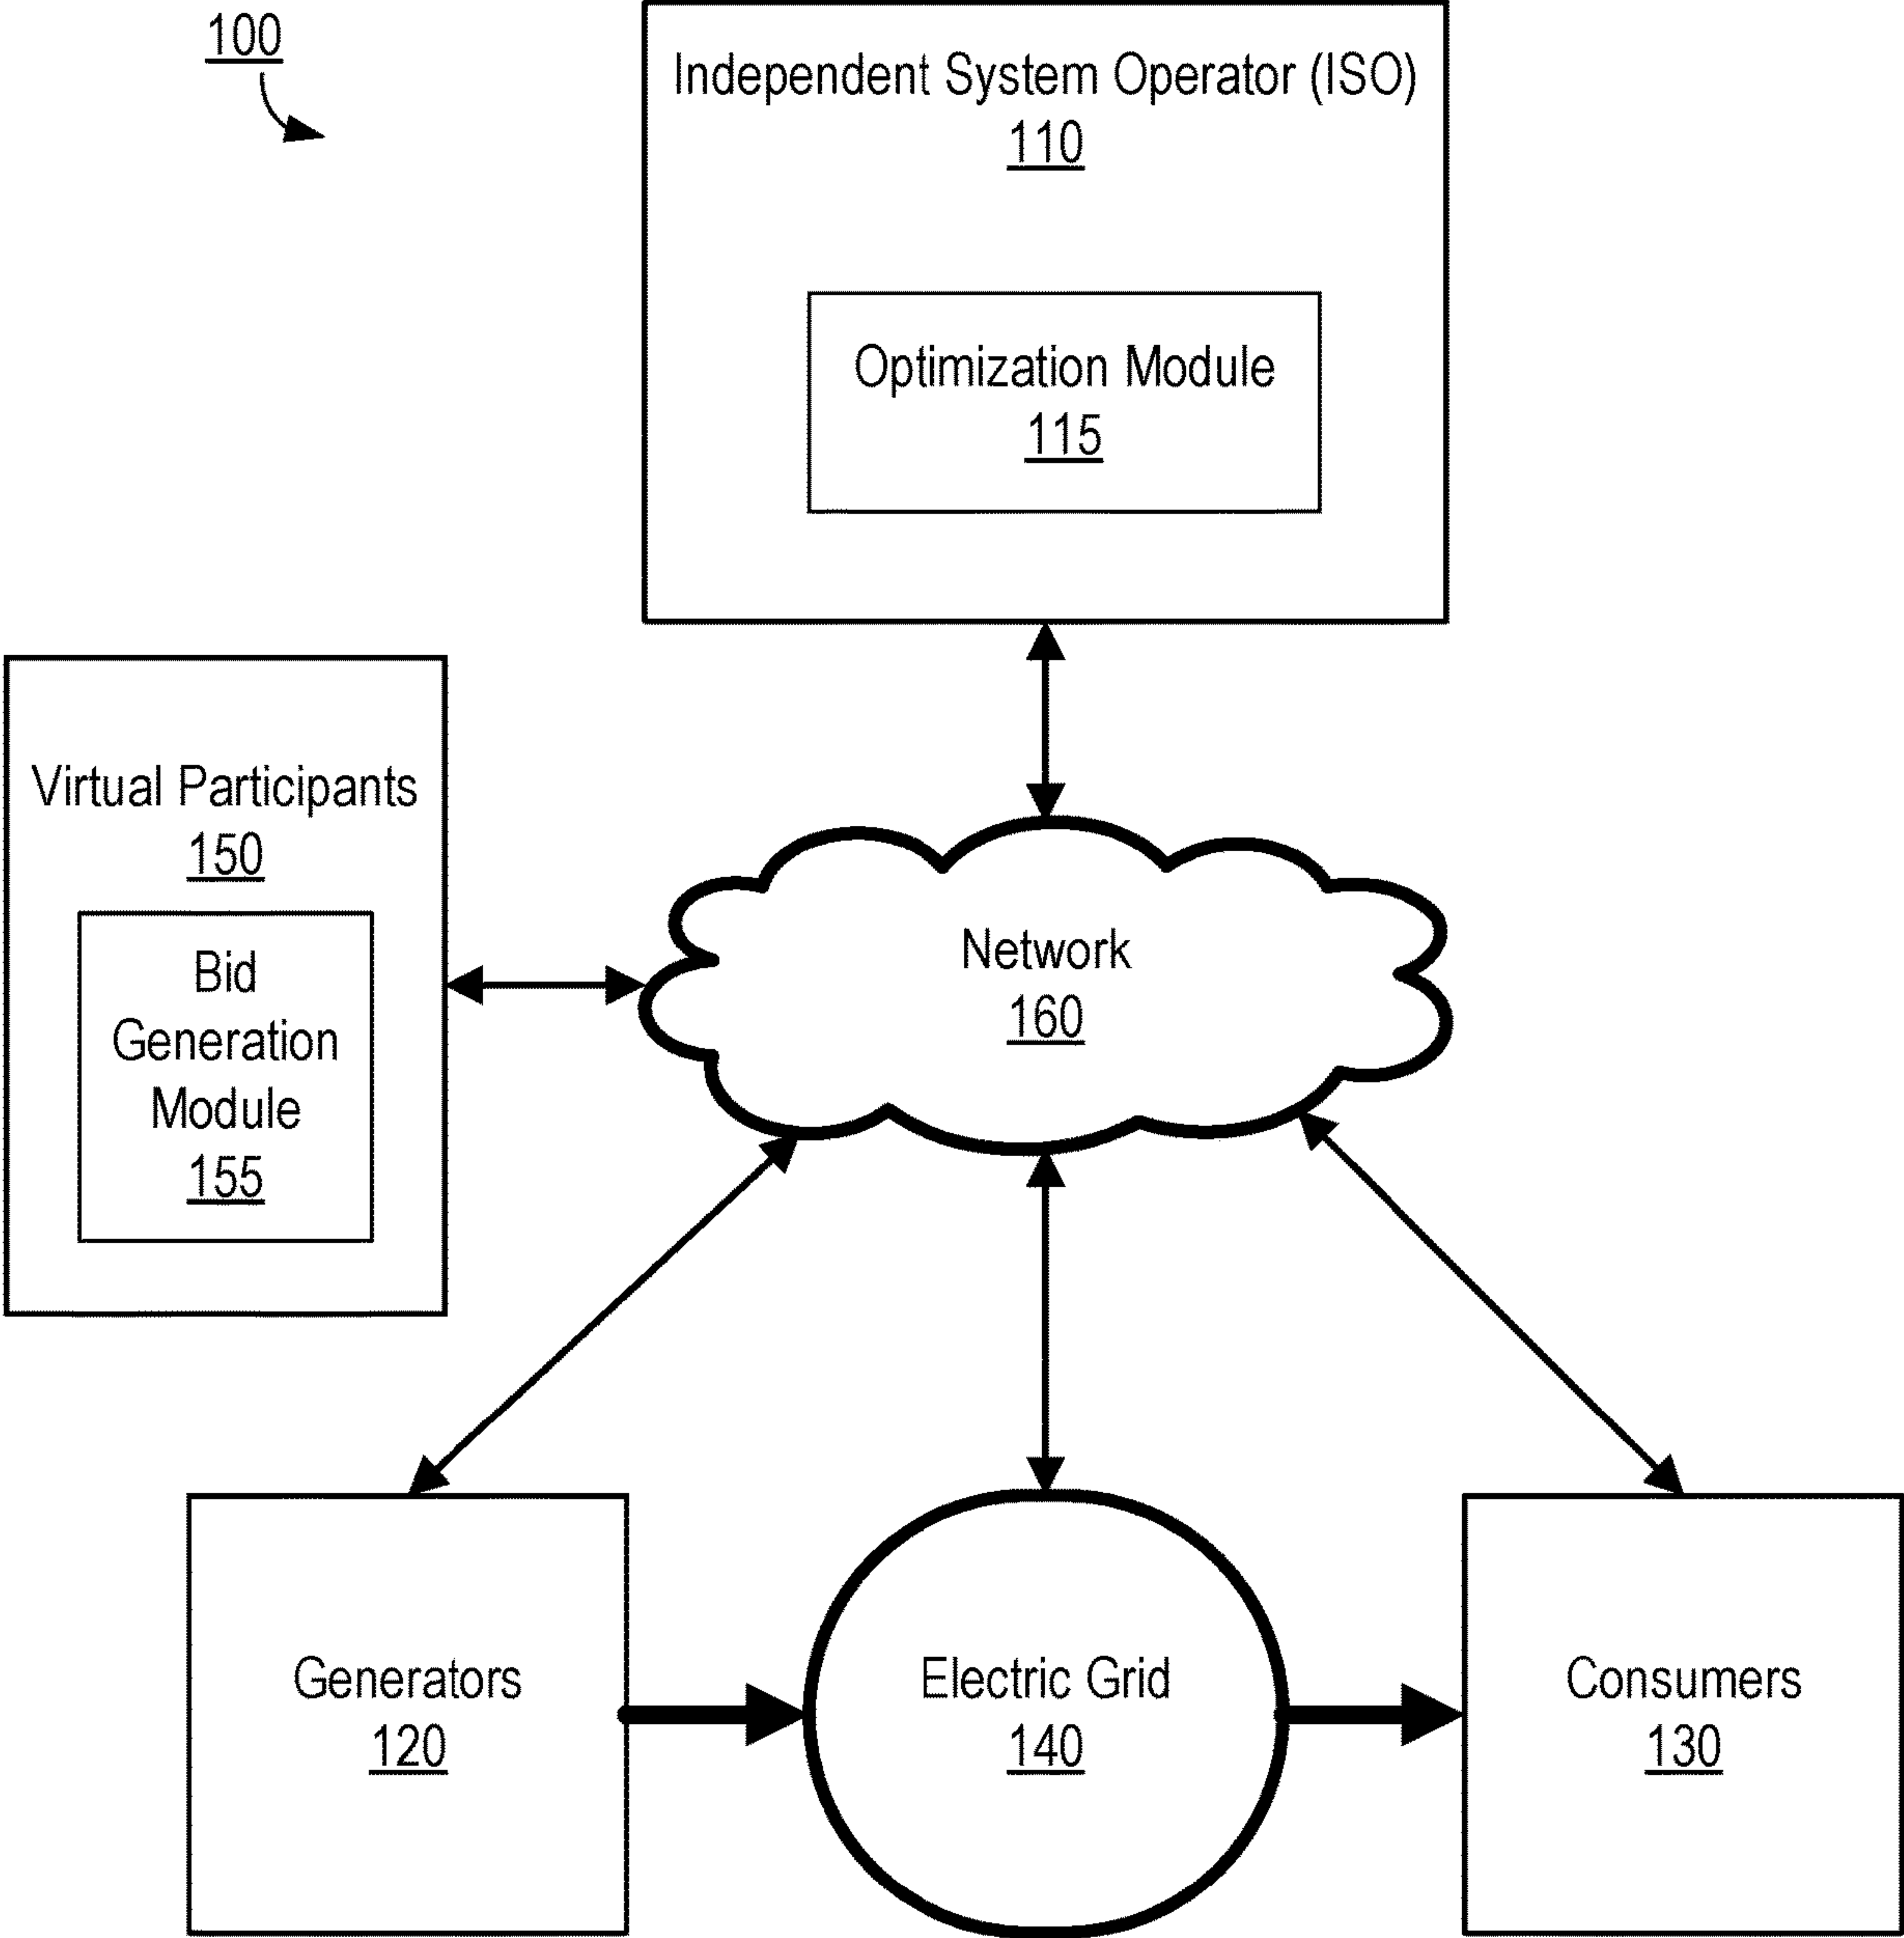 100
Independent System Operator (ISO)
110
Optimization Module
115
Virtual Participants
150
Bid
Generation
Module
155
Network
160
Generators
120
Electric Grid
140
Consumers
130